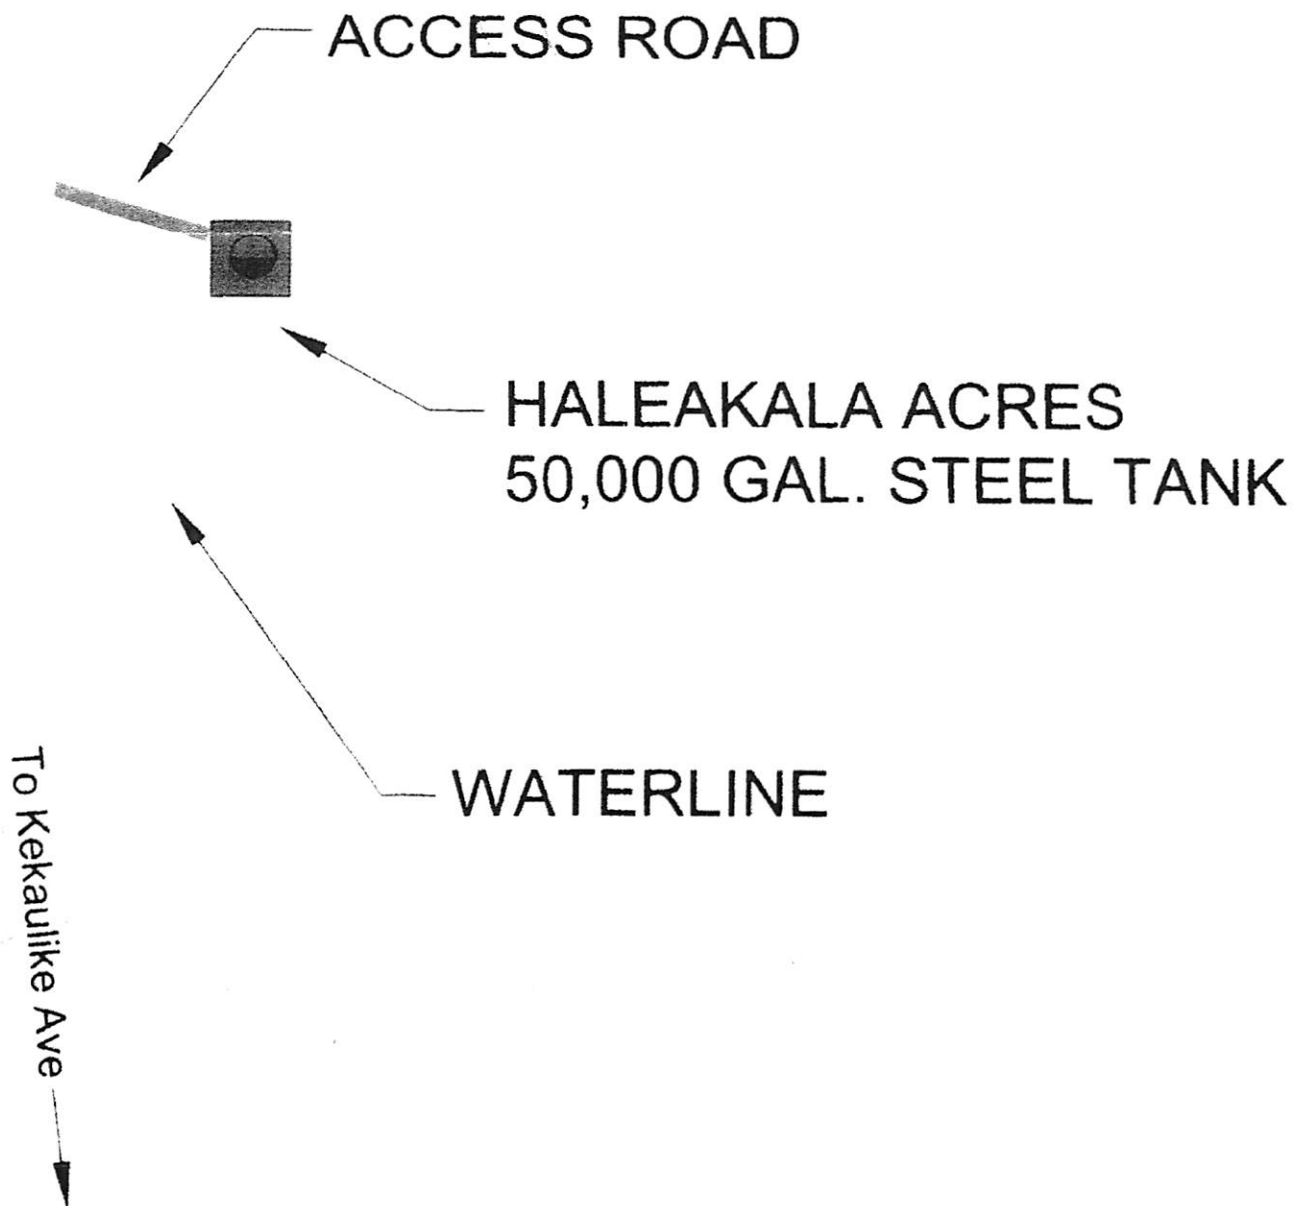 ACCESS ROAD
HALEAKALA ACRES
50,000 GAL. STEEL TANK
WATERLINE
To Kekaulike Ave